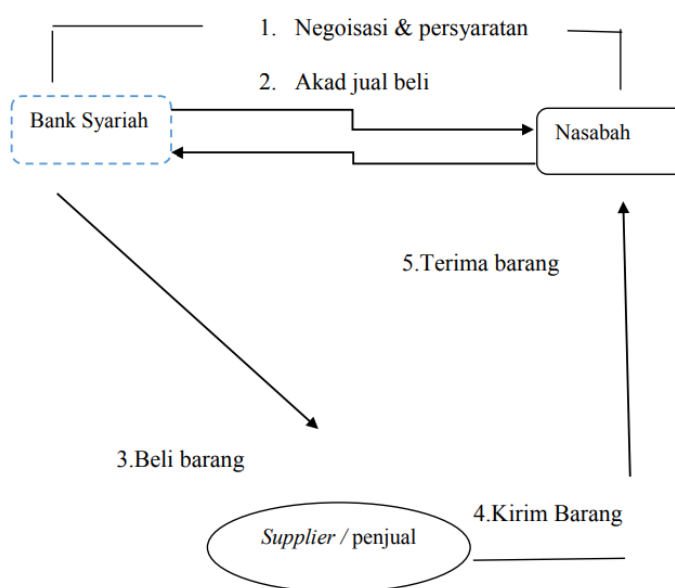 1. Negoisasi & persyaratan
2. Akad jual beli
Bank Syariah
Nasabah
5.Terima barang
3.Beli barang
4.Kirim Barang
Supplier / penjual